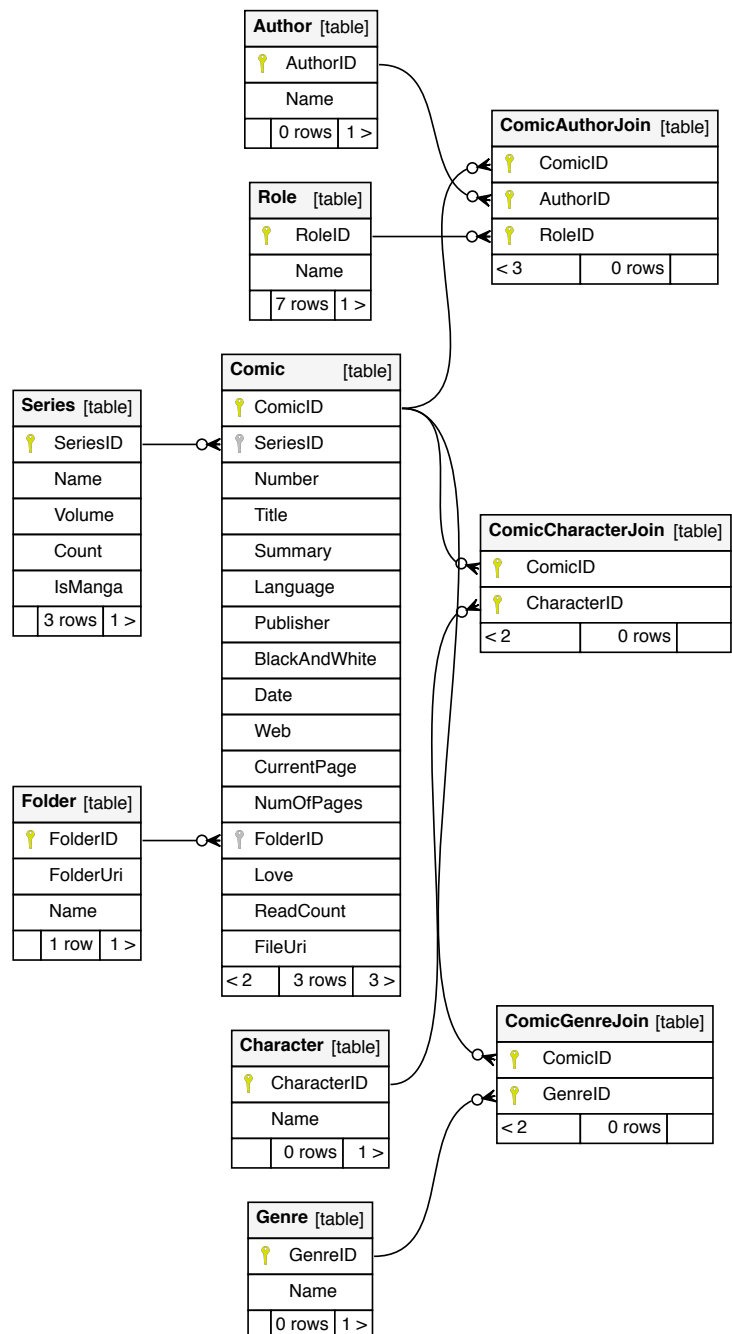 Author [table]
AuthorID
Name
0 rows 1 >
ComicAuthorJoin [table]
ComicID
AuthorID
RoleID
< 3 0 rows
Role [table]
RoleID
Name
7 rows 1 >
Comic [table]
ComicID
SeriesID
Number
Title
Summary
Language
Publisher
BlackAndWhite
Date
Web
CurrentPage
NumOfPages
FolderID
Love
ReadCount
FileUri
< 2 3 rows 3 >
Series [table]
SeriesID
Name
Volume
Count
IsManga
3 rows 1 >
ComicCharacterJoin [table]
ComicID
CharacterID
< 2 0 rows
Folder [table]
FolderID
FolderUri
Name
1 row 1 >
Character [table]
CharacterID
Name
0 rows 1 >
ComicGenreJoin [table]
ComicID
GenreID
< 2 0 rows
Genre [table]
GenreID
Name
0 rows 1 >